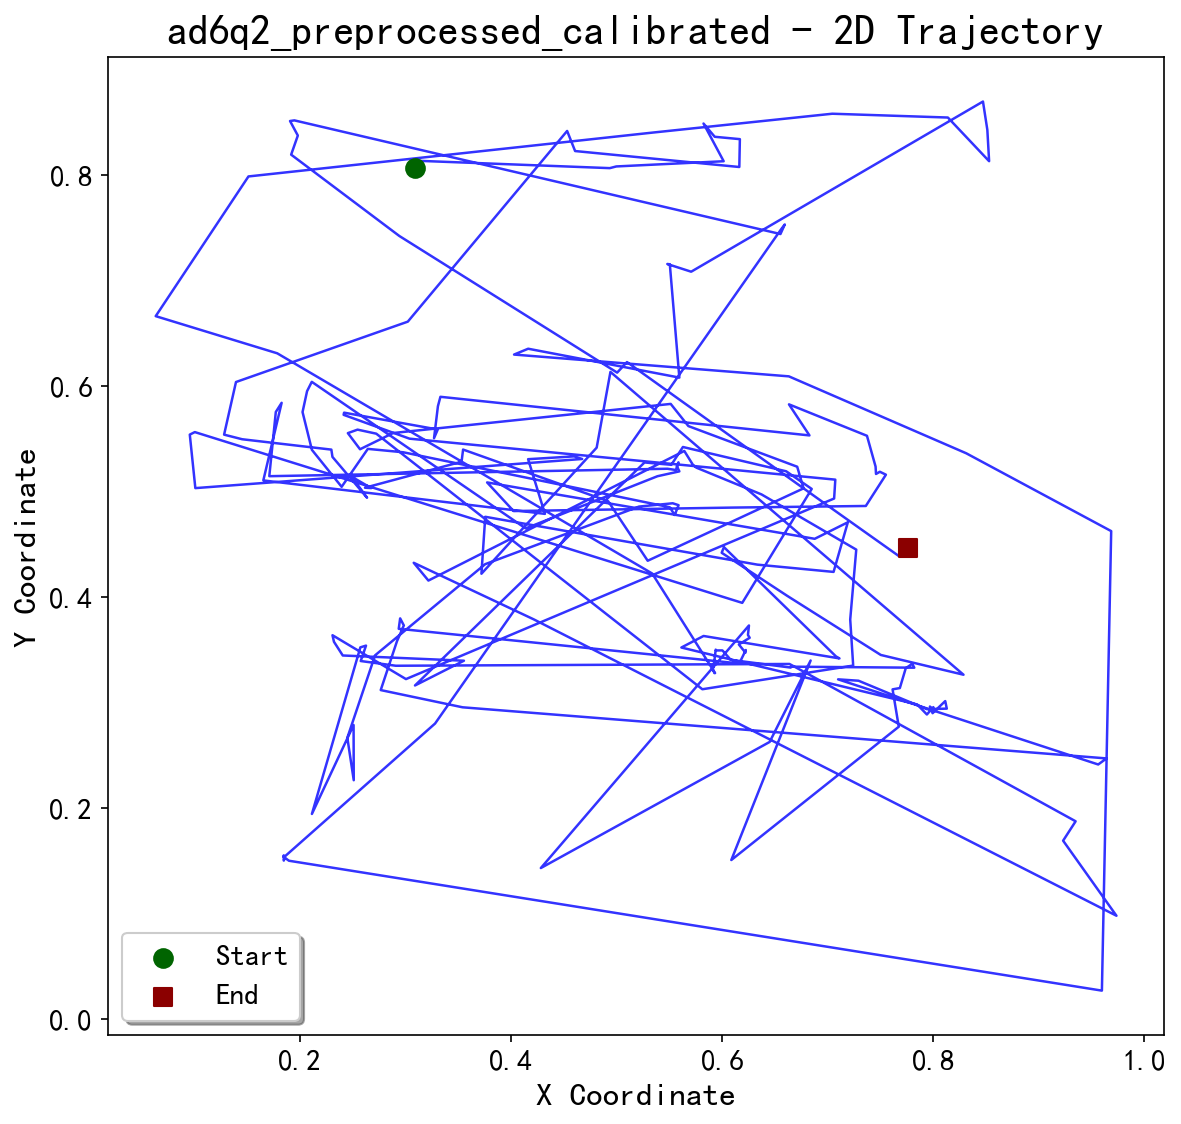 ad6q2_preprocessed_calibrated - 2D Trajectory
Y Coordinate
0.8
0.6
0.4
0.2
0.0
Start
End
0.2 0.4 0.6 0.8 1.0
X Coordinate